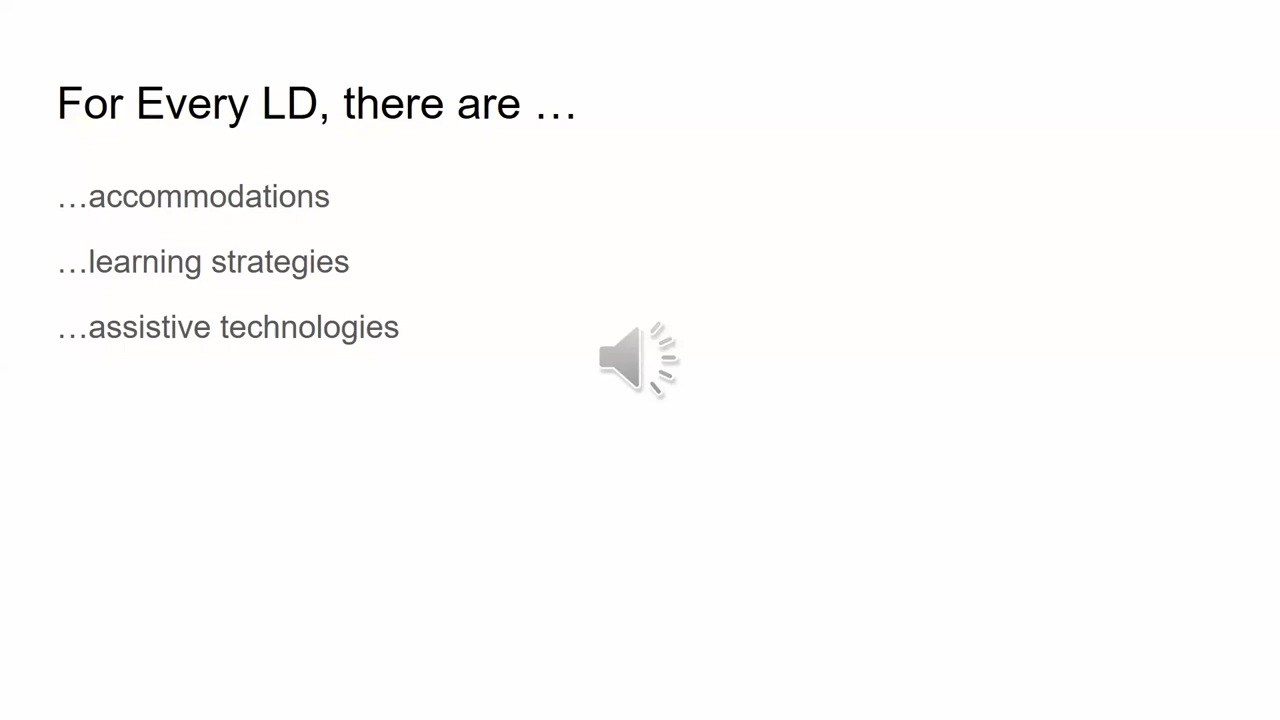 For Every LD, there are …
…accommodations
…learning strategies
…assistive technologies